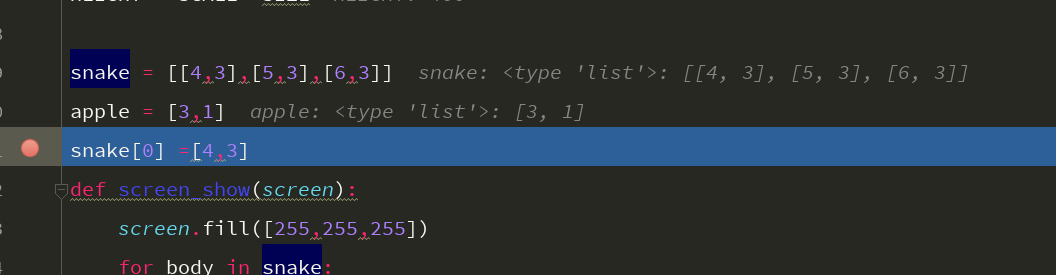 snake = [[4,3],[5,3],[6,3]] snake: <type 'list'>: [[4, 3], [5, 3], [6, 3]]
apple = [3,1] apple: <type 'list'>: [3, 1]
snake[0] =[4,3]
def screen_show(screen):
screen.fill([255,255,255])
for body in snake: